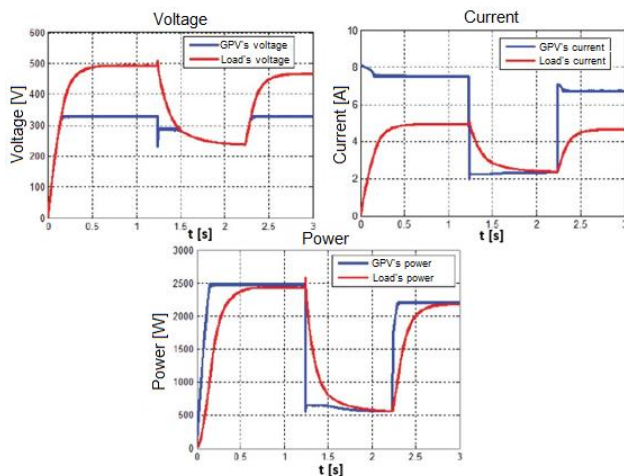 Voltage
600
500
400
300
200
100
0
0
0.5
1
1.5
2
2.5
3
GPV's voltage
Load's voltage
Voltage [V]
t [s]
Current
10
8
6
4
2
0
0
0.5
1
1.5
2
2.5
3
GPV's current
Load's current
Current [A]
t [s]
Power
3000
2500
2000
1500
1000
500
0
0
0.5
1
1.5
2
2.5
3
GPV's power
Load's power
Power [W]
t [s]